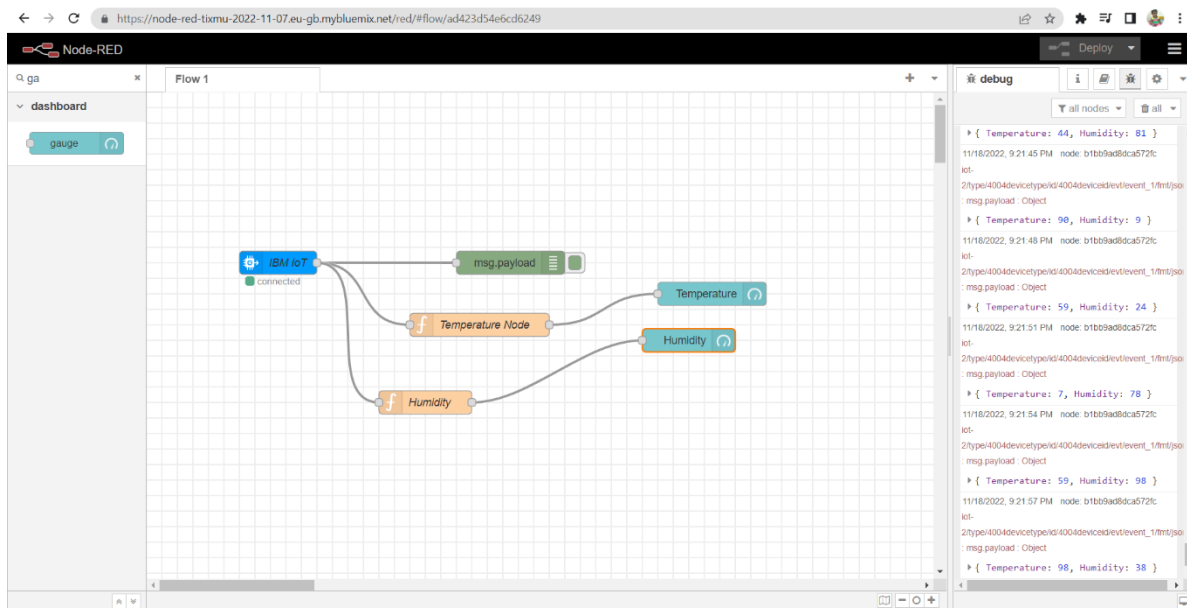 https://node-red-tixmu-2022-11-07.eu-gb.mybluemix.net/red/#flow/ad423d54e6cd6249
Node-RED
Deploy
ga
Flow 1
debug
i
dashboard
all nodes
all
gauge
{ Temperature: 44, Humidity: 81 }
11/18/2022, 9:21:45 PM node: b1bb9ad8dca572fc
iot-
2/type/4004devicetype/id/4004deviceid/evt/event_1/fmt/jso
: msg.payload : Object
{ Temperature: 90, Humidity: 9 }
11/18/2022, 9:21:48 PM node: b1bb9ad8dca572fc
iot-
2/type/4004devicetype/id/4004deviceid/evt/event_1/fmt/jso
: msg.payload : Object
{ Temperature: 59, Humidity: 24 }
11/18/2022, 9:21:51 PM node: b1bb9ad8dca572fc
iot-
2/type/4004devicetype/id/4004deviceid/evt/event_1/fmt/jso
: msg.payload : Object
{ Temperature: 7, Humidity: 78 }
11/18/2022, 9:21:54 PM node: b1bb9ad8dca572fc
iot-
2/type/4004devicetype/id/4004deviceid/evt/event_1/fmt/jso
: msg.payload : Object
{ Temperature: 59, Humidity: 98 }
11/18/2022, 9:21:57 PM node: b1bb9ad8dca572fc
iot-
2/type/4004devicetype/id/4004deviceid/evt/event_1/fmt/jso
: msg.payload : Object
{ Temperature: 98, Humidity: 38 }
IBM IoT
connected
msg.payload
Temperature
f Temperature Node
Humidity
f Humidity